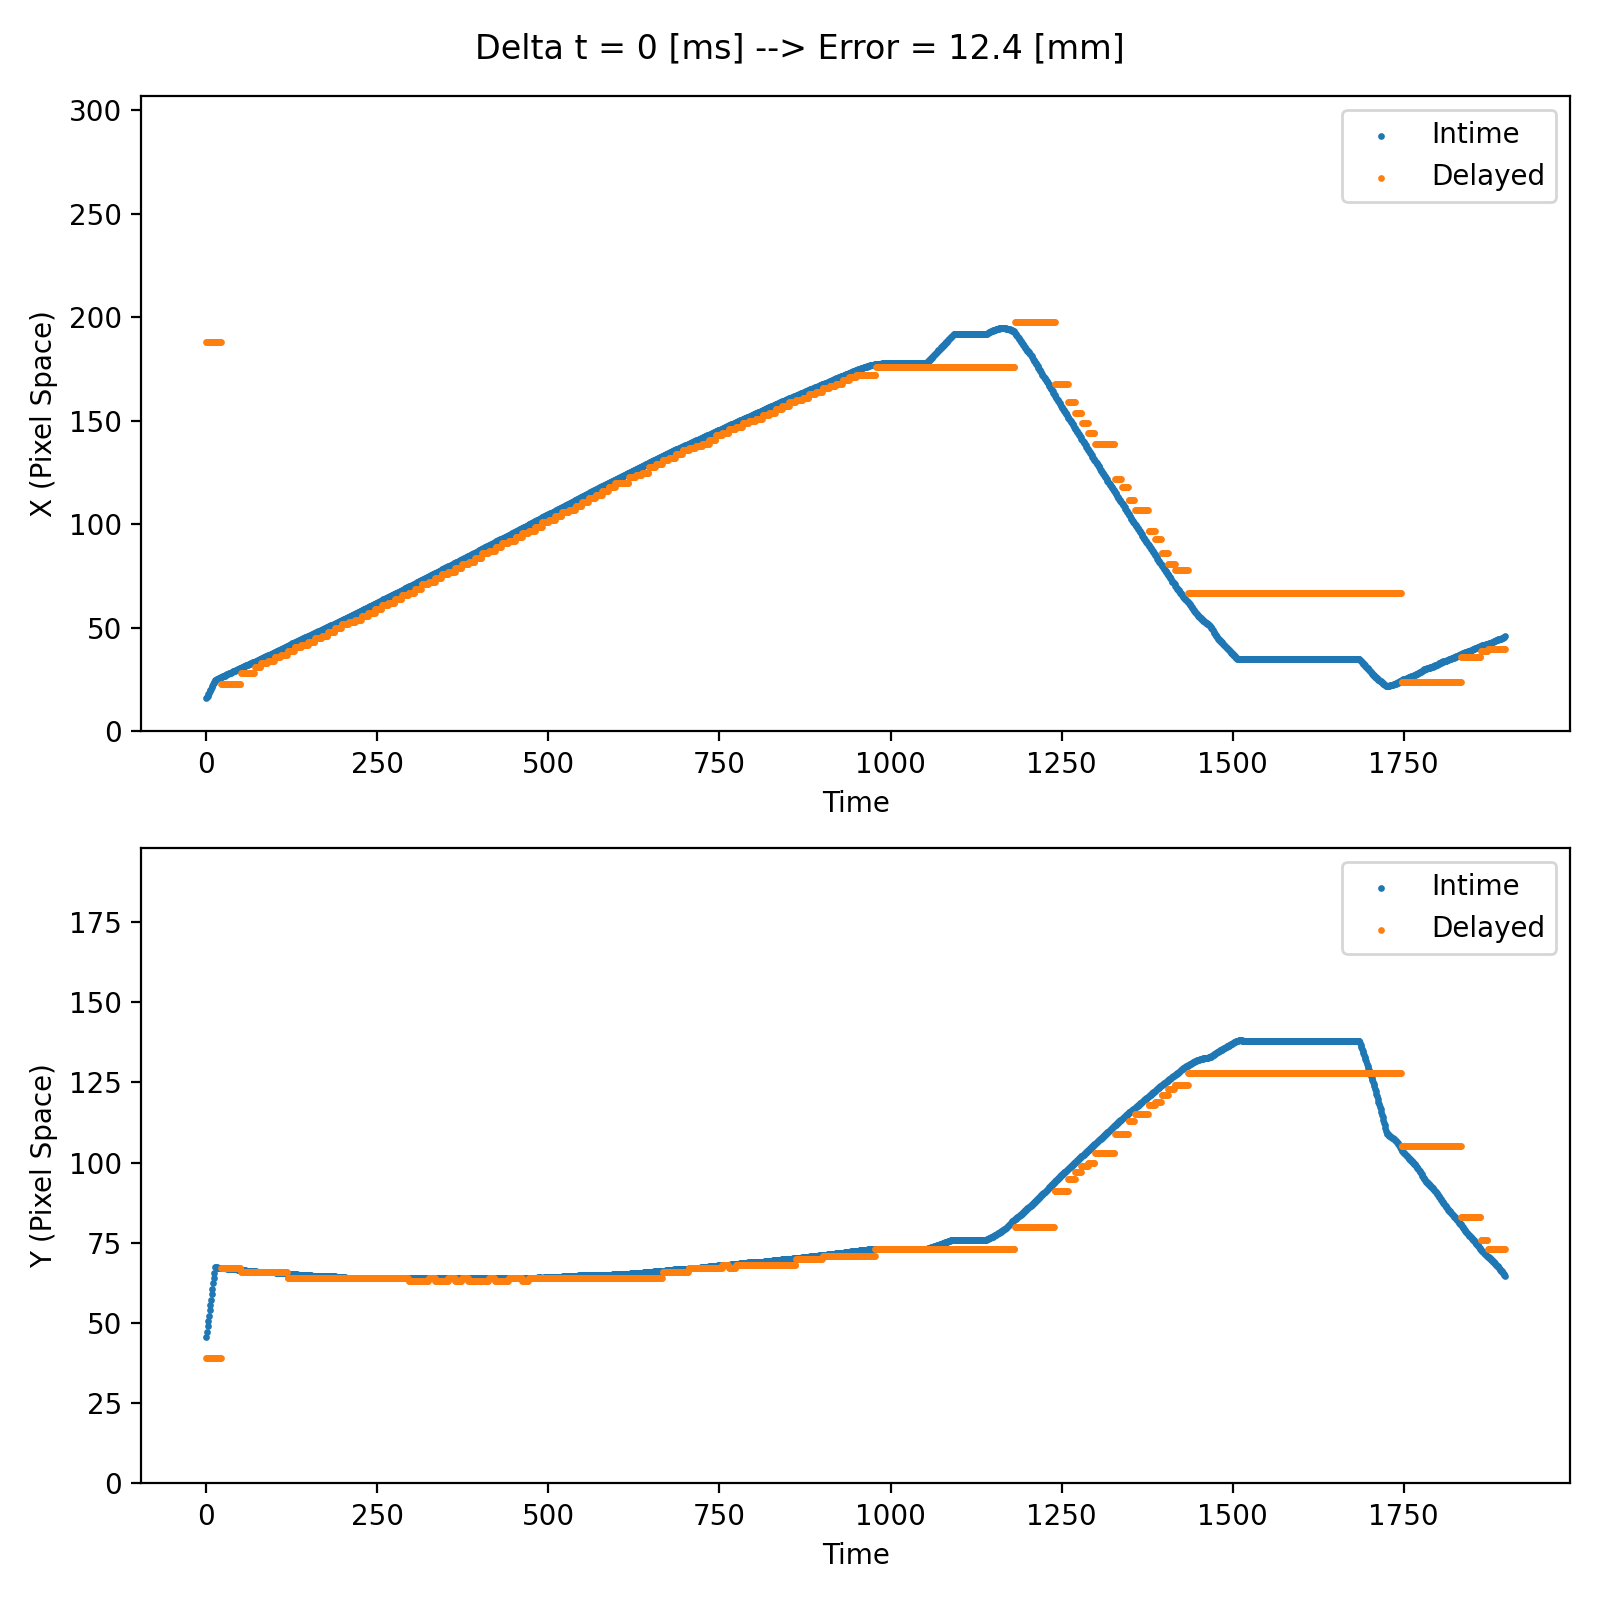 Delta t = 0 [ms] --> Error = 12.4 [mm]
300
250
200
150
100
50
0
X (Pixel Space)
Intime
Delayed
0 250 500 750 1000 1250 1500 1750
Time
175
150
125
100
75
50
25
0
Y (Pixel Space)
Intime
Delayed
0 250 500 750 1000 1250 1500 1750
Time